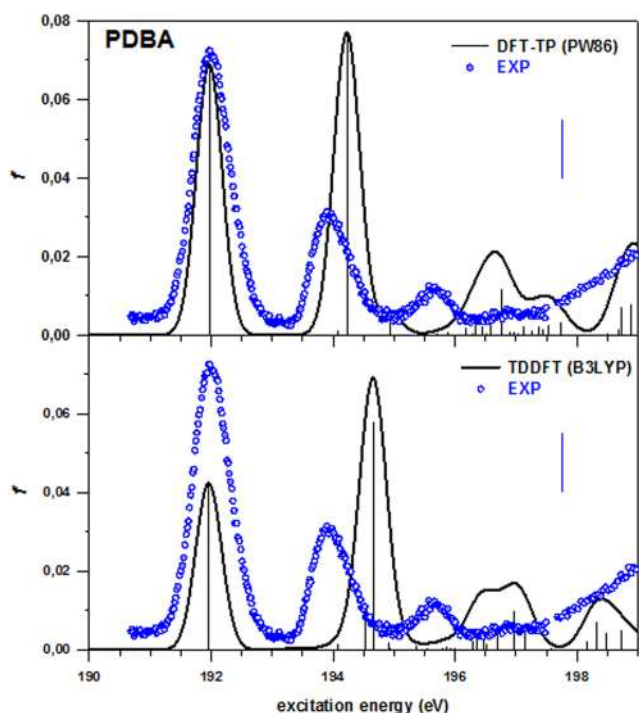 PDBA
DFT-TP (PW86)
EXP
0,08
0,06
0,04
0,02
0,00
f
TDDFT (B3LYP)
EXP
0,06
0,04
0,02
0,00
f
190 192 194 196 198
excitation energy (eV)